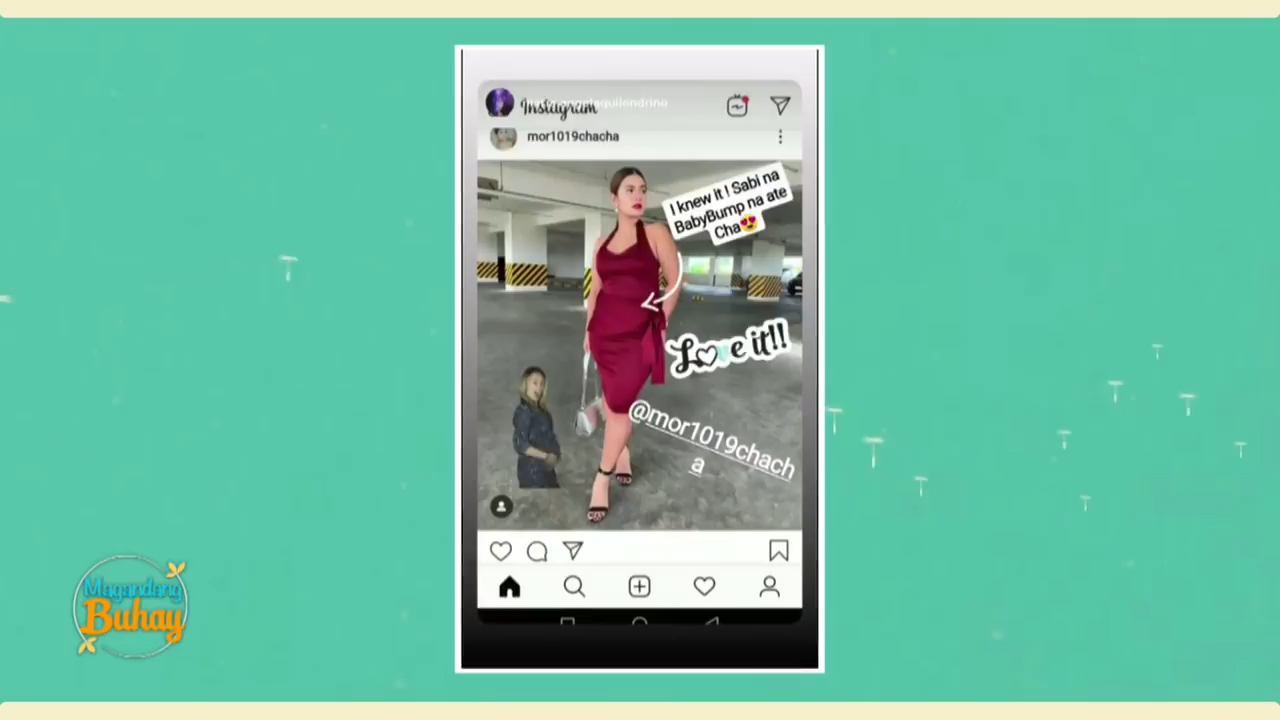 Instagram
mor1019chacha
I knew it ! Sabi na
BabyBump na ate
Cha😍
Love it!!
@mor1019chach
a
Magandang
Buhay